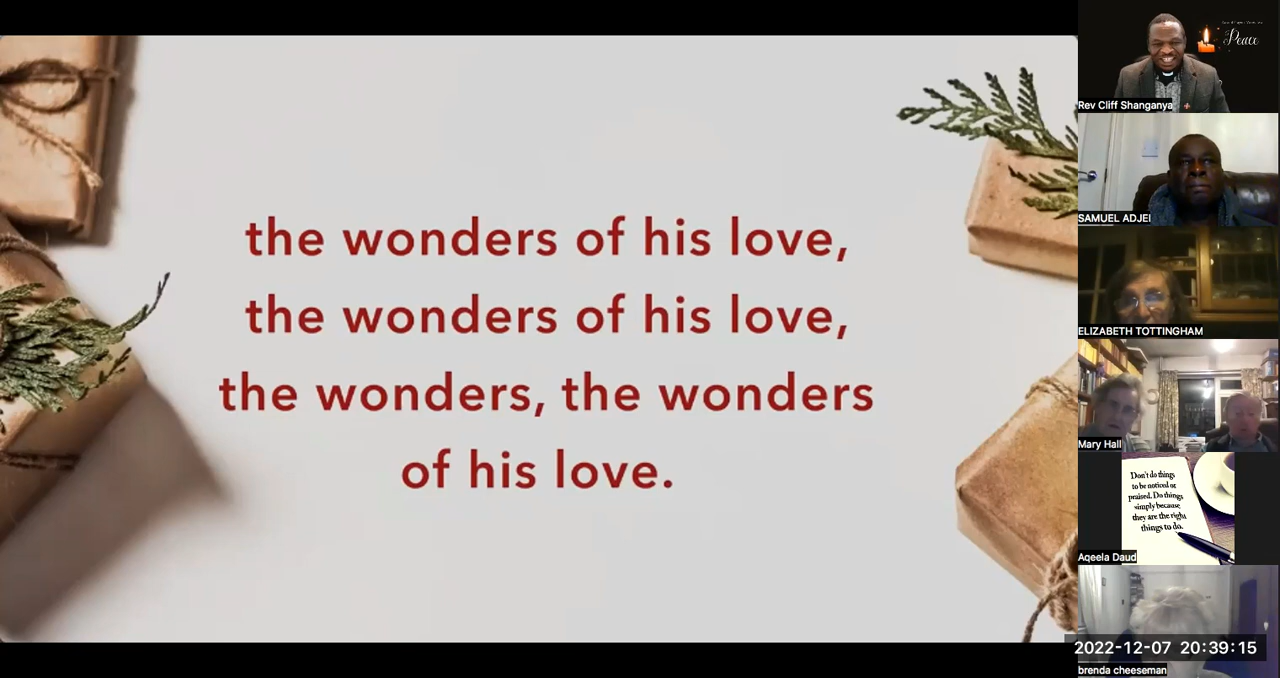 the wonders of his love,
the wonders of his love,
the wonders, the wonders
of his love.
Peace
Rev Cliff Shanganya
SAMUEL ADJEI
ELIZABETH TOTTINGHAM
Mary Hall
Don't do things
to be noticed or
praised. Do things
simply because
they are the right
things to do.
Aqeela Daud
2022-12-07 20:39:15
brenda cheeseman